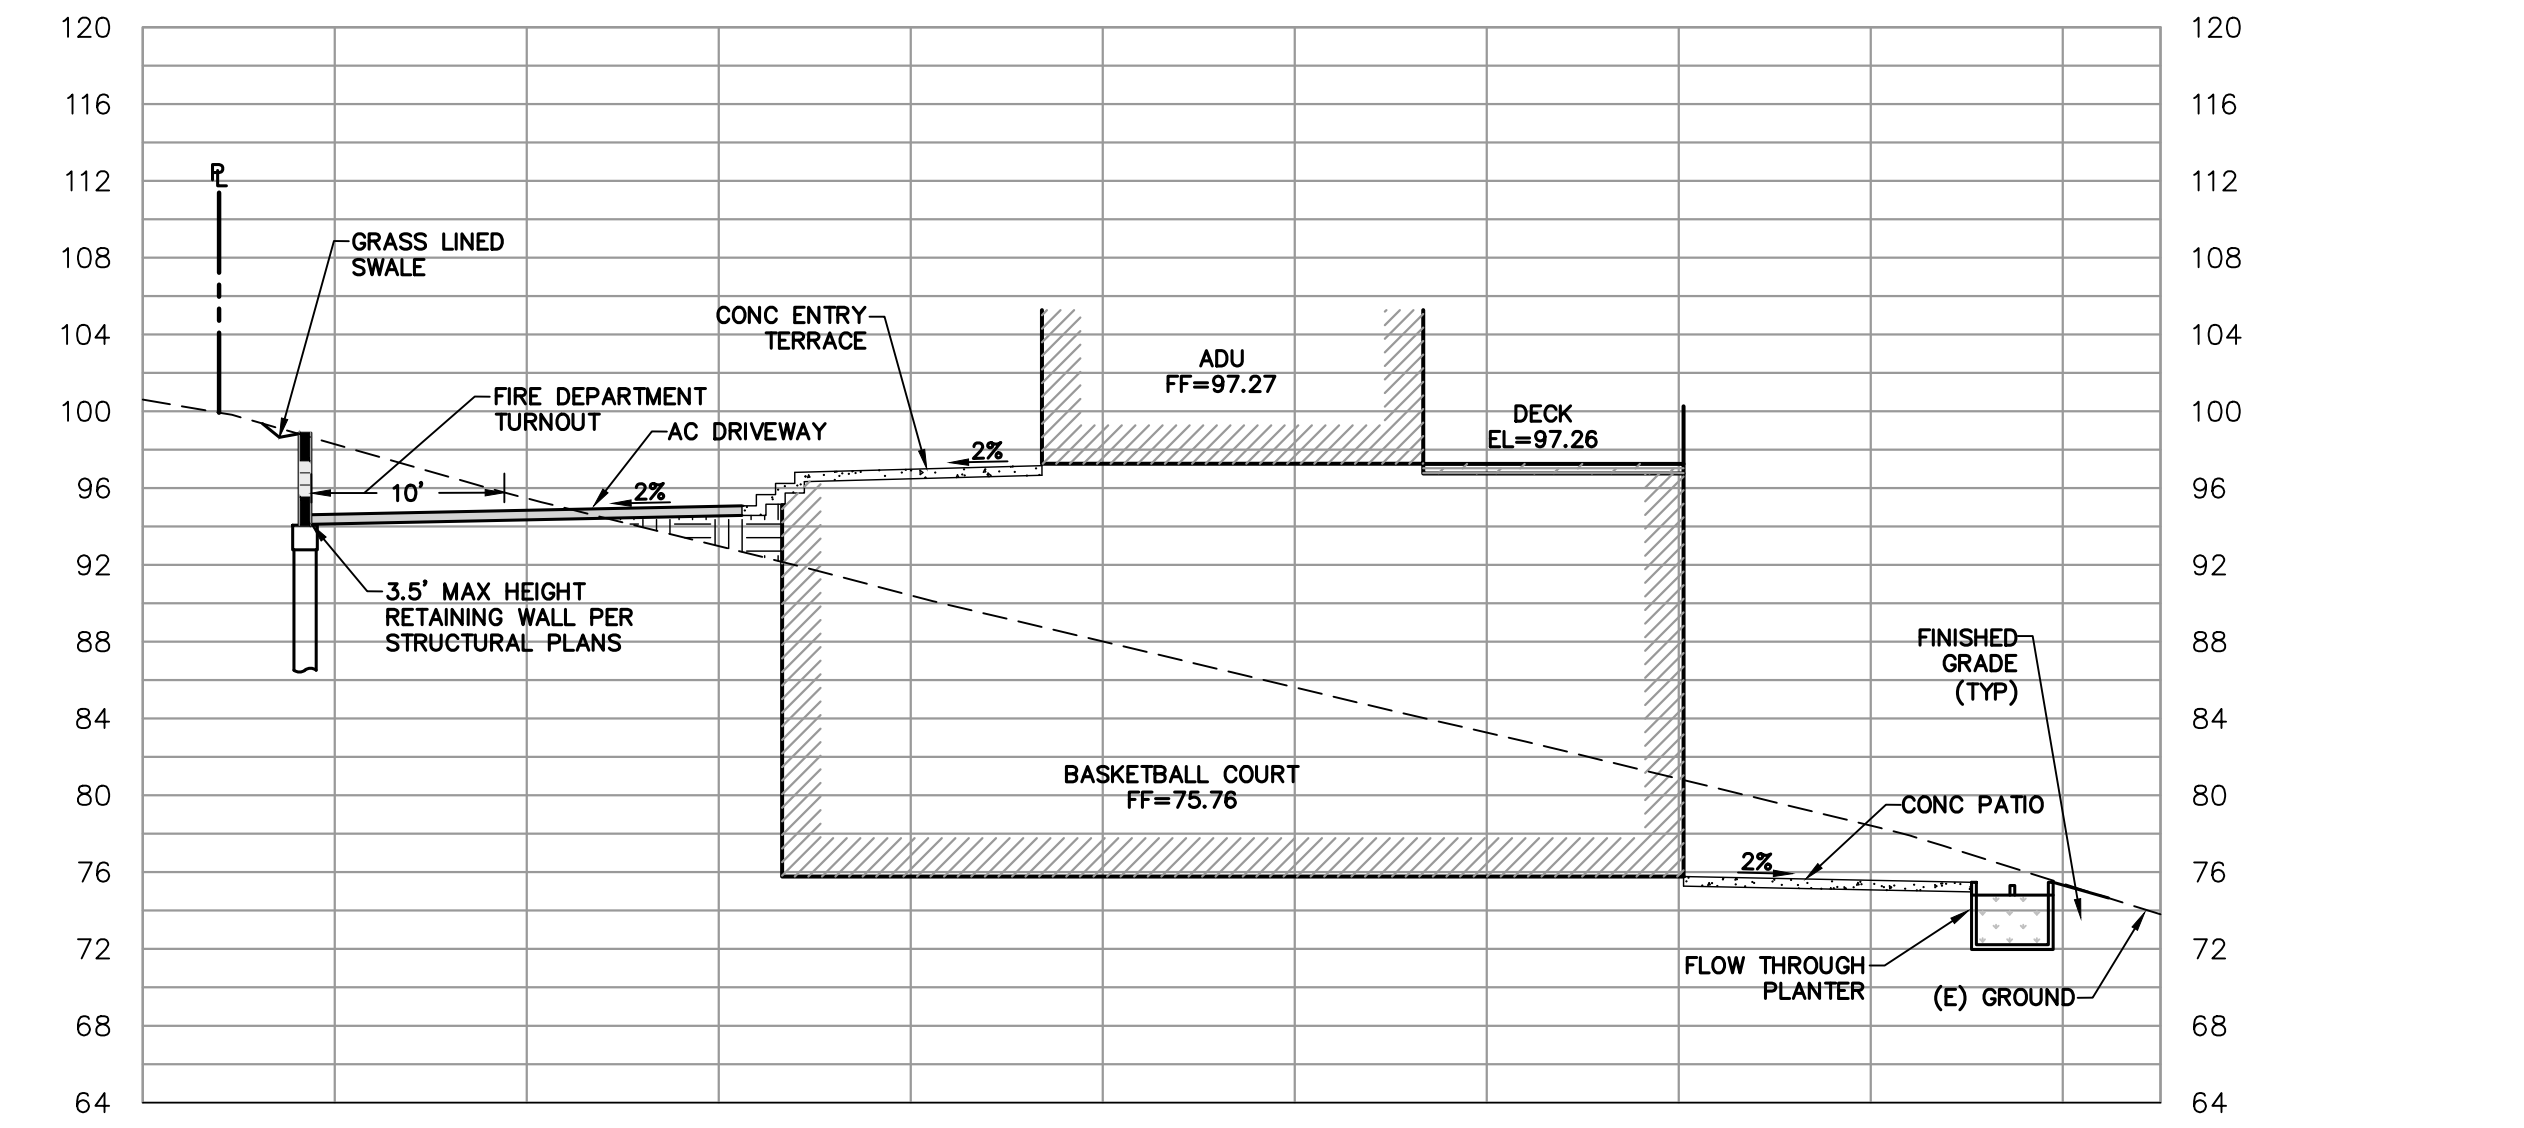 120
116
112
108
104
100
96
92
88
84
80
76
72
68
64
PL
GRASS LINED
SWALE
CONC ENTRY
TERRACE
FIRE DEPARTMENT
TURNOUT
AC DRIVEWAY
10'
2%
2%
ADU
FF=97.27
DECK
EL=97.26
3.5' MAX HEIGHT
RETAINING WALL PER
STRUCTURAL PLANS
BASKETBALL COURT
FF=75.76
FINISHED
GRADE
(TYP)
CONC PATIO
2%
FLOW THROUGH
PLANTER
(E) GROUND
120
116
112
108
104
100
96
92
88
84
80
76
72
68
64